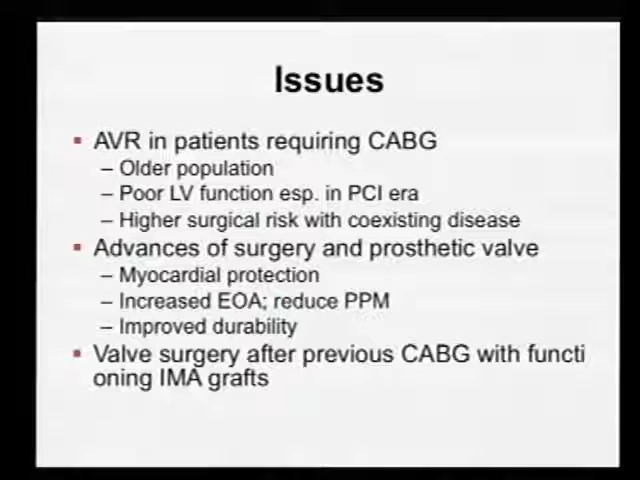 Issues
AVR in patients requiring CABG
– Older population
– Poor LV function esp. in PCI era
– Higher surgical risk with coexisting disease
Advances of surgery and prosthetic valve
– Myocardial protection
– Increased EOA; reduce PPM
– Improved durability
Valve surgery after previous CABG with functi
oning IMA grafts